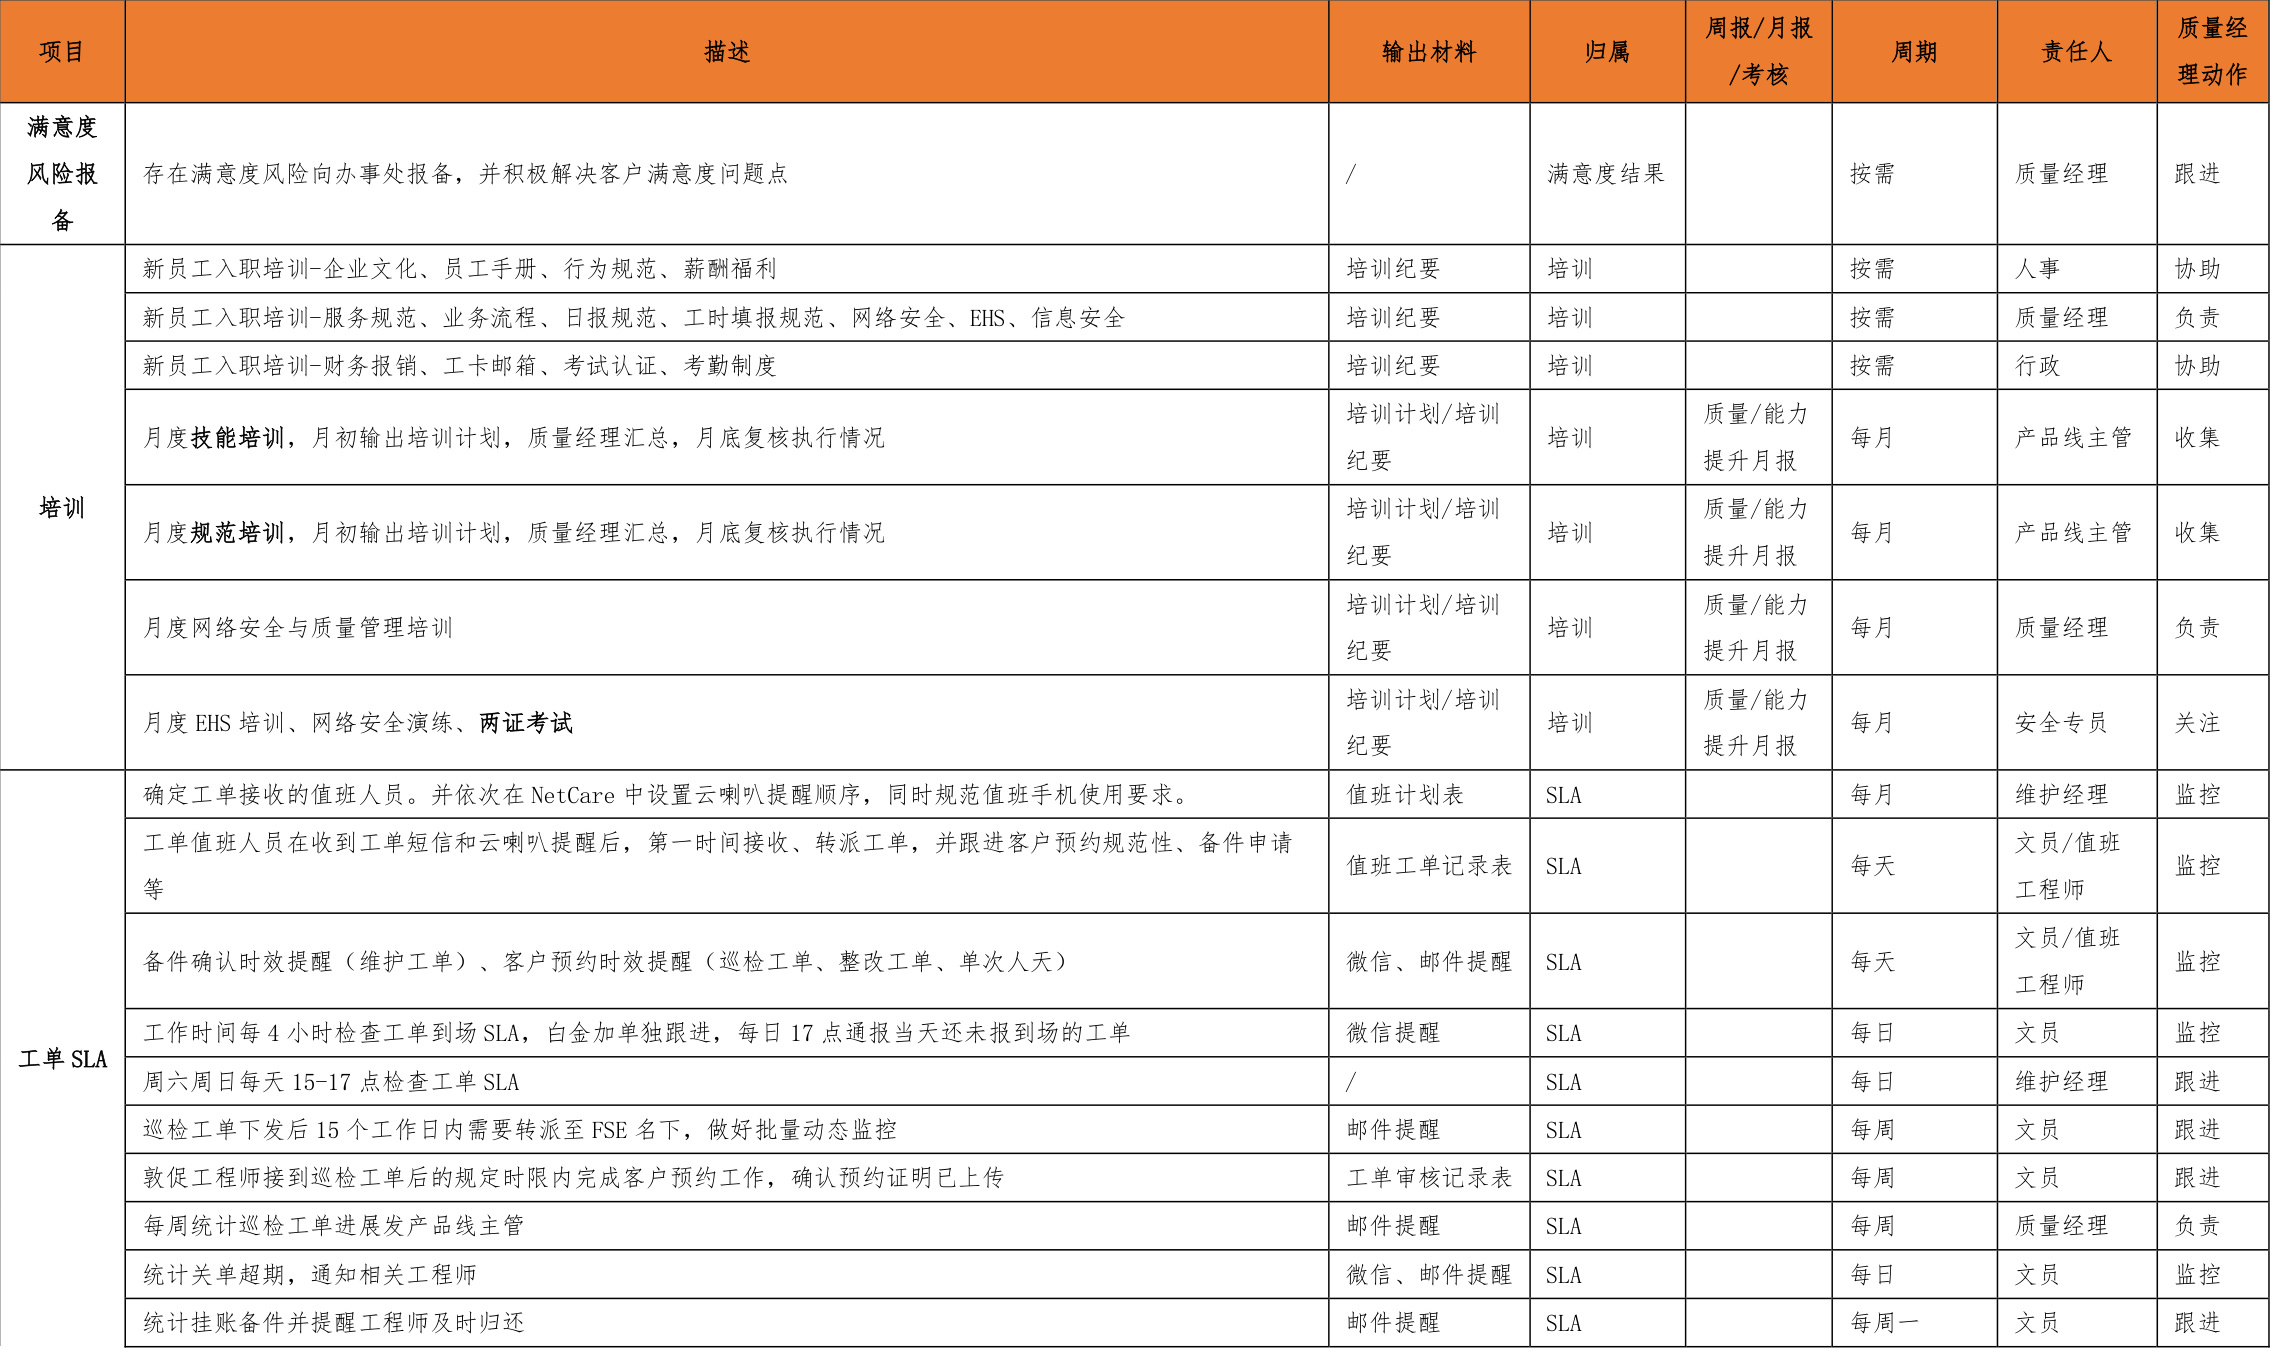 项目 描述 输出材料 归属 周报/月报/考核 周期 责任人 质量经理动作
满意度风险报备 存在满意度风险向办事处报备，并积极解决客户满意度问题点 / 满意度结果 按需 质量经理 跟进
培训 新员工入职培训-企业文化、员工手册、行为规范、薪酬福利 培训纪要 培训 按需 人事 协助
新员工入职培训-服务规范、业务流程、日报规范、工时填报规范、网络安全、EHS、信息安全 培训纪要 培训 按需 质量经理 负责
新员工入职培训-财务报销、工卡邮箱、考试认证、考勤制度 培训纪要 培训 按需 行政 协助
月度技能培训，月初输出培训计划，质量经理汇总，月底复核执行情况 培训计划/培训纪要 培训 质量/能力提升月报 每月 产品线主管 收集
月度规范培训，月初输出培训计划，质量经理汇总，月底复核执行情况 培训计划/培训纪要 培训 质量/能力提升月报 每月 产品线主管 收集
月度网络安全与质量管理培训 培训计划/培训纪要 培训 质量/能力提升月报 每月 质量经理 负责
月度 EHS 培训、网络安全演练、两证考试 培训计划/培训纪要 培训 质量/能力提升月报 每月 安全专员 关注
工单 SLA 确定工单接收的值班人员。并依次在 NetCare 中设置云喇叭提醒顺序，同时规范值班手机使用要求。 值班计划表 SLA 每月 维护经理 监控
工单值班人员在收到工单短信和云喇叭提醒后，第一时间接收、转派工单，并跟进客户预约规范性、备件申请等 值班工单记录表 SLA 每天 文员/值班工程师 监控
备件确认时效提醒（维护工单）、客户预约时效提醒（巡检工单、整改工单、单次人天） 微信、邮件提醒 SLA 每天 文员/值班工程师 监控
工作时间每 4 小时检查工单到场 SLA，白金加单独跟进，每日 17 点通报当天还未报到场的工单 微信提醒 SLA 每日 文员 监控
周六周日每天 15-17 点检查工单 SLA / SLA 每日 维护经理 跟进
巡检工单下发后 15 个工作日内需要转派至 FSE 名下，做好批量动态监控 邮件提醒 SLA 每周 文员 跟进
敦促工程师接到巡检工单后的规定时限内完成客户预约工作，确认预约证明已上传 工单审核记录表 SLA 每周 文员 跟进
每周统计巡检工单进展发产品线主管 邮件提醒 SLA 每周 质量经理 负责
统计关单超期，通知相关工程师 微信、邮件提醒 SLA 每日 文员 监控
统计挂账备件并提醒工程师及时归还 邮件提醒 SLA 每周一 文员 跟进